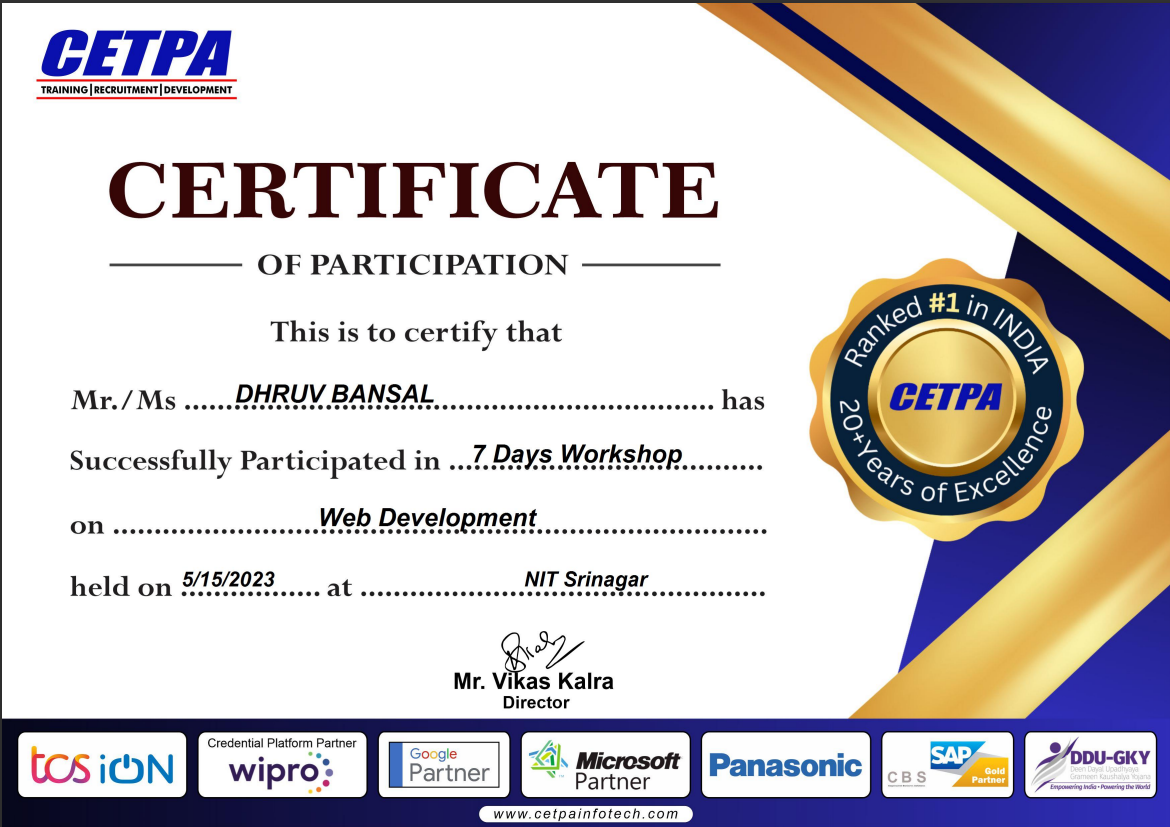 CETPA
TRAINING|RECRUITMENT|DEVELOPMENT
CERTIFICATE
OF PARTICIPATION
This is to certify that
Mr./Ms ......DHRUV BANSAL...................................... has
Successfully Participated in ...7 Days Workshop...........
on ..........................Web Development..............................
held on 5/15/2023...... at .....................NIT Srinagar..................
Mr. Vikas Kalra
Director
Ranked #1 in INDIA
CETPA
20+Years of Excellence
tcs iON
Credential Platform Partner
wipro
Google
Partner
Microsoft
Partner
Panasonic
CBS
SAP
Gold
Partner
DDU-GKY
Deen Dayal Upadhyaya
Grameen Kaushalya Yojana
Empowering India • Powering the World
www.cetpainfotech.com